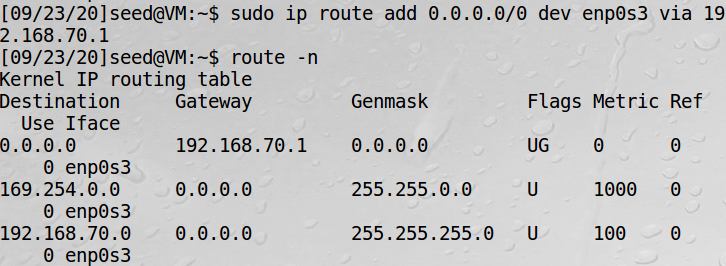 [09/23/20]seed@VM:~$ sudo ip route add 0.0.0.0/0 dev enp0s3 via 19
2.168.70.1
[09/23/20]seed@VM:~$ route -n
Kernel IP routing table
Destination     Gateway         Genmask         Flags Metric Ref
  Use Iface
0.0.0.0         192.168.70.1    0.0.0.0         UG    0      0
    0 enp0s3
169.254.0.0     0.0.0.0         255.255.0.0     U     1000   0
    0 enp0s3
192.168.70.0    0.0.0.0         255.255.255.0   U     100    0
    0 enp0s3